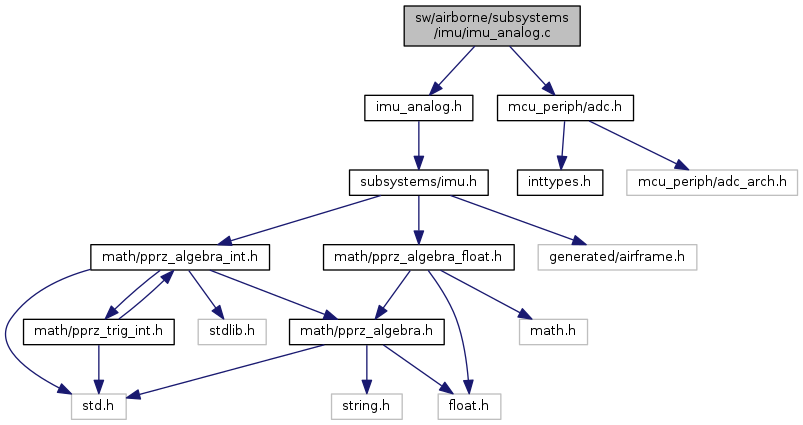 sw/airborne/subsystems
/imu/imu_analog.c
imu_analog.h
mcu_periph/adc.h
subsystems/imu.h
inttypes.h
mcu_periph/adc_arch.h
math/pprz_algebra_int.h
math/pprz_algebra_float.h
generated/airframe.h
math/pprz_trig_int.h
stdlib.h
math/pprz_algebra.h
math.h
std.h
string.h
float.h